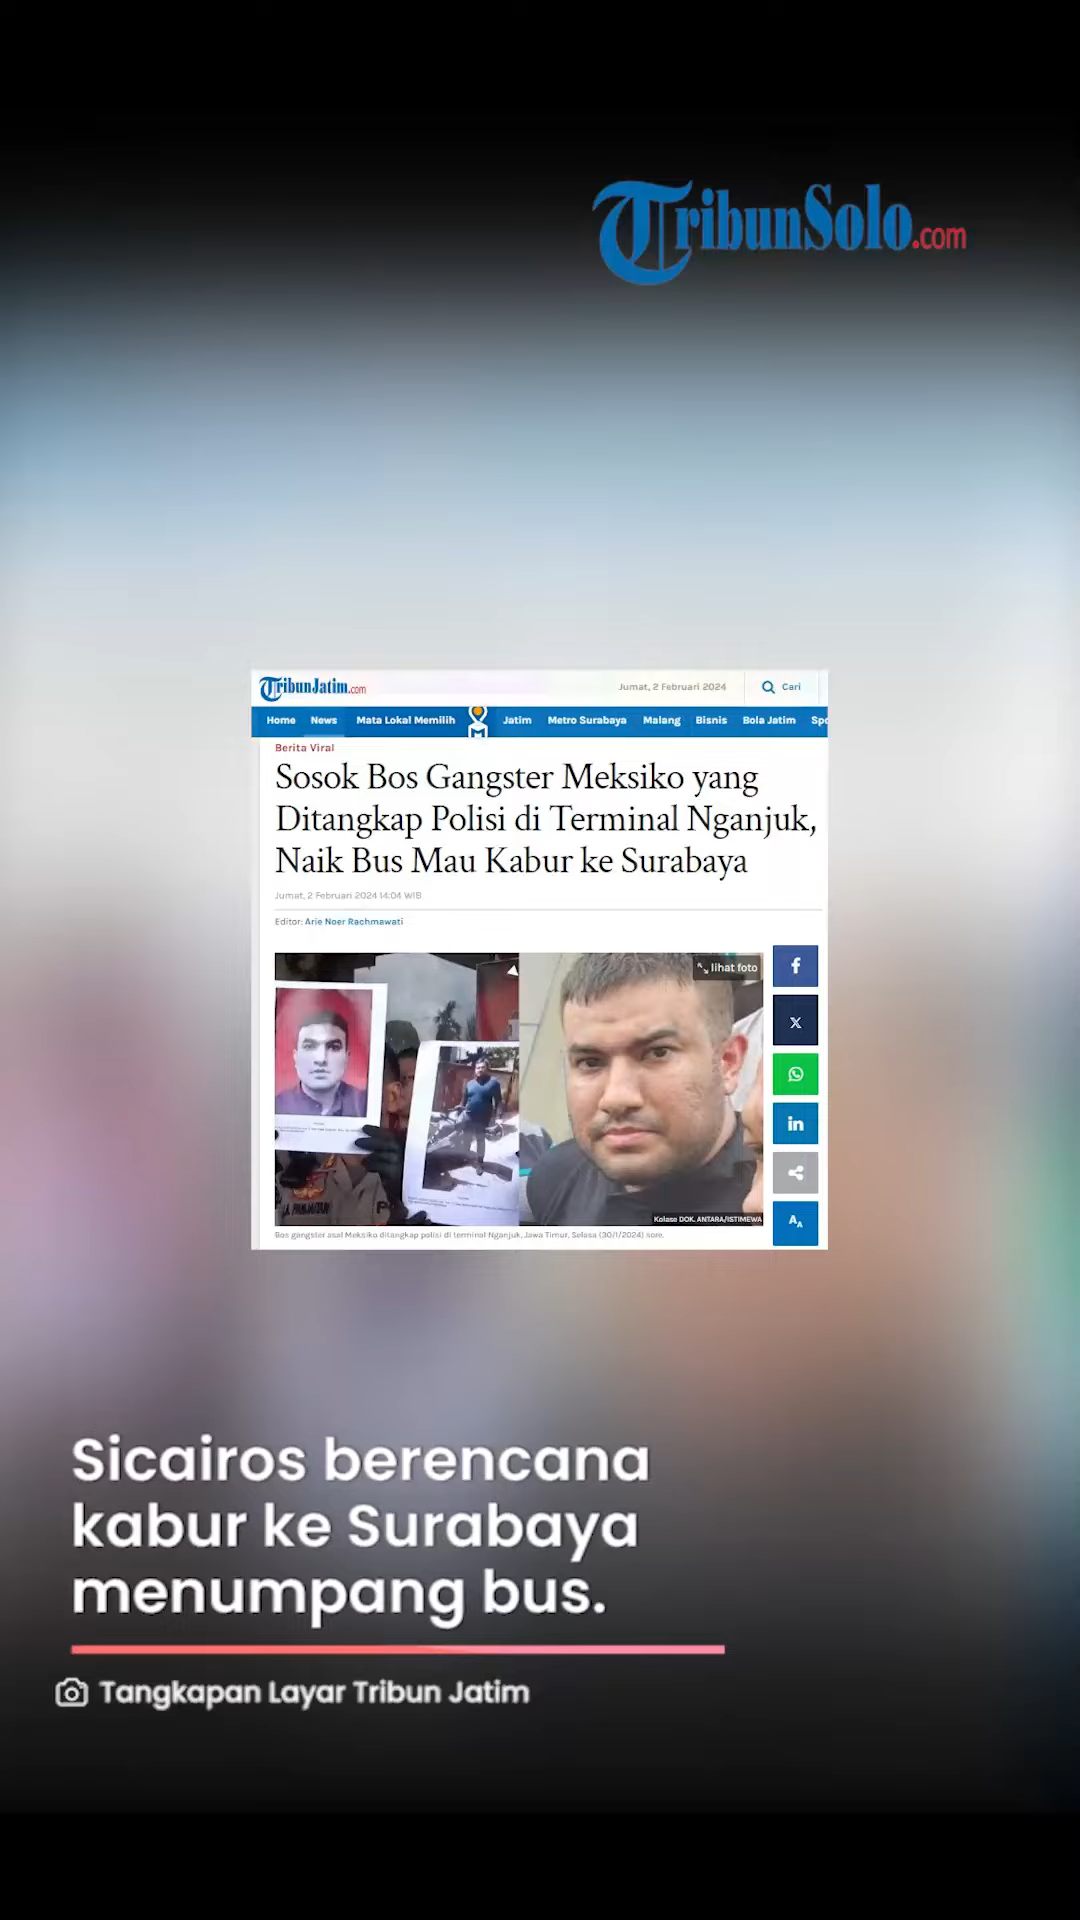 TribunSolo.com
TribunJatim.com
Jumat, 2 Februari 2024
Cari
Home News Mata Lokal Memilih Jatim Metro Surabaya Malang Bisnis Bola Jatim Spo
Berita Viral
Sosok Bos Gangster Meksiko yang
Ditangkap Polisi di Terminal Nganjuk,
Naik Bus Mau Kabur ke Surabaya
Jumat, 2 Februari 2024 14:04 WIB
Editor: Arie Noer Rachmawati
lihat foto
Kolase DOK. ANTARA/ISTIMEWA
Bos gangster asal Meksiko ditangkap polisi di terminal Nganjuk, Jawa Timur, Selasa (30/1/2024) sore.
Sicairos berencana
kabur ke Surabaya
menumpang bus.
Tangkapan Layar Tribun Jatim